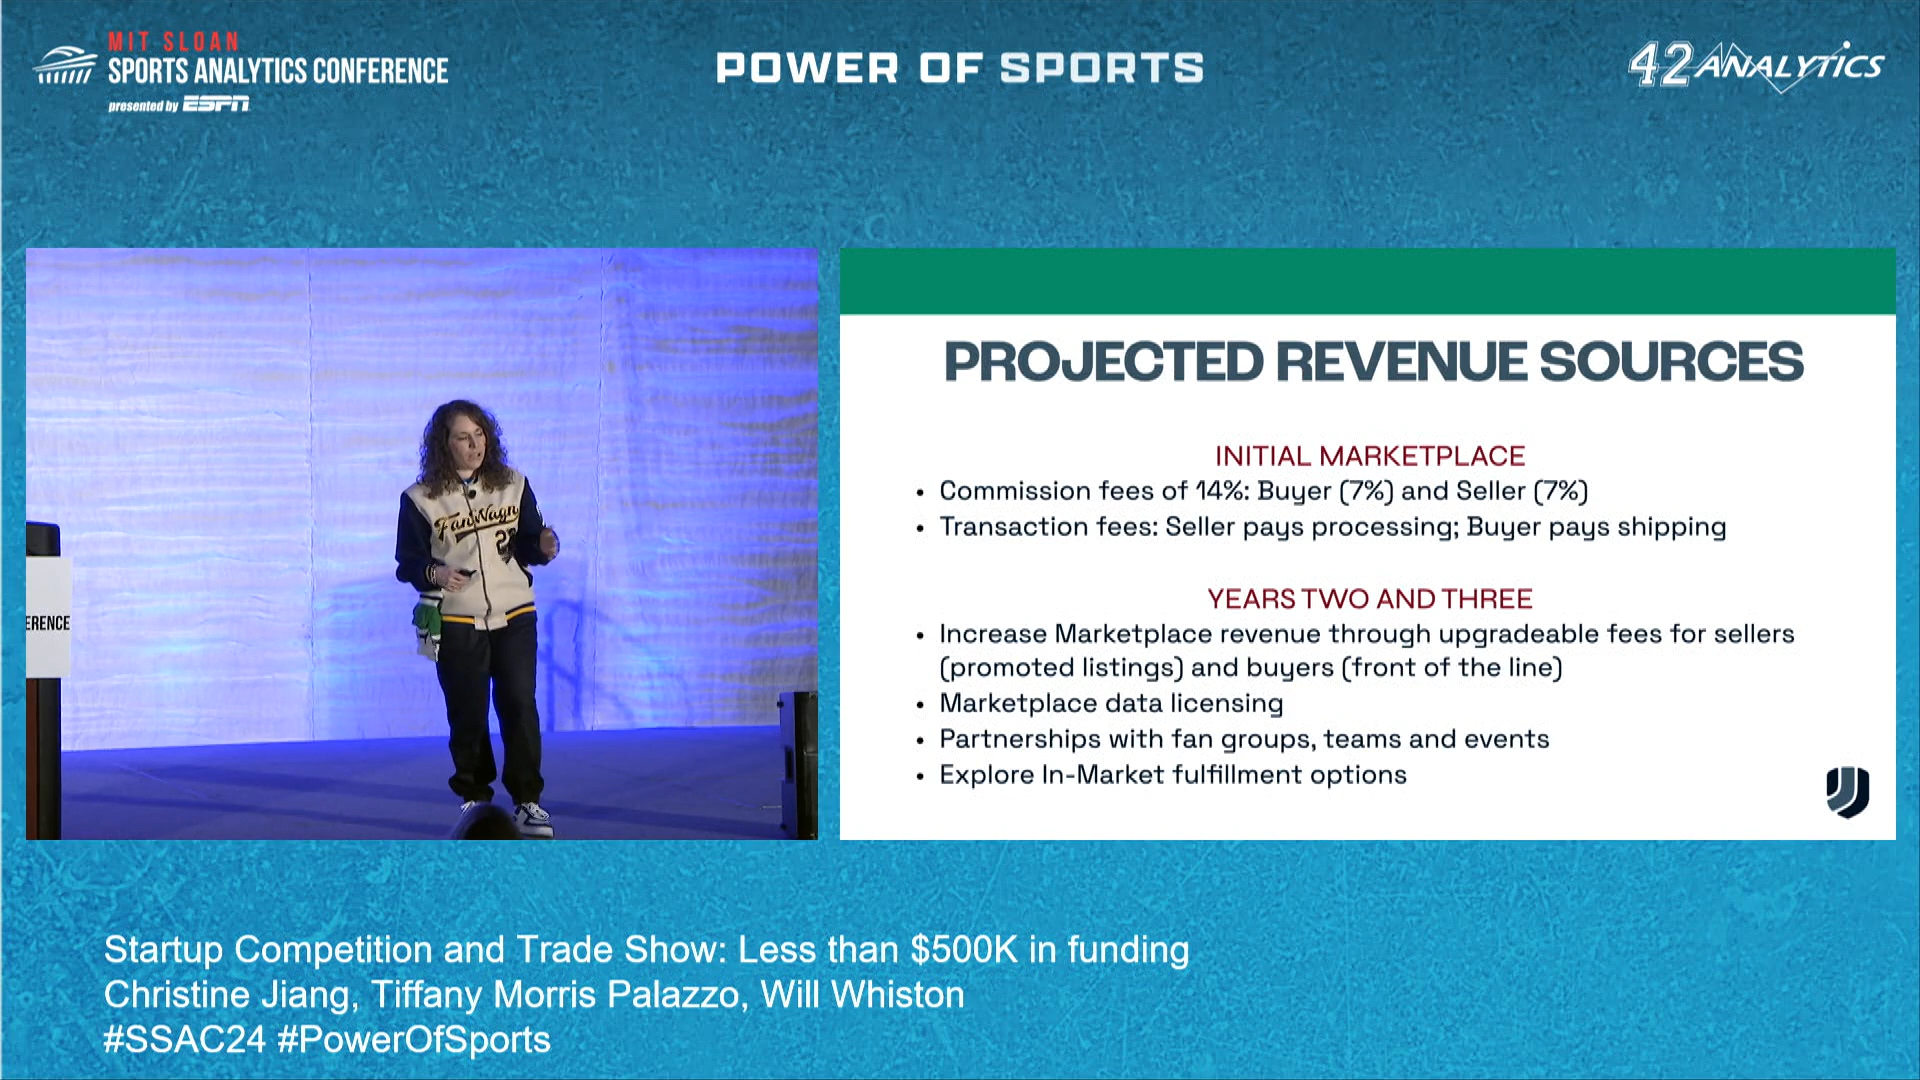 MIT SLOAN
SPORTS ANALYTICS CONFERENCE
presented by ESPN
POWER OF SPORTS
42 ANALYTICS
FanWagn
ERENCE
PROJECTED REVENUE SOURCES
INITIAL MARKETPLACE
• Commission fees of 14%: Buyer (7%) and Seller (7%)
• Transaction fees: Seller pays processing; Buyer pays shipping
YEARS TWO AND THREE
• Increase Marketplace revenue through upgradeable fees for sellers
(promoted listings) and buyers (front of the line)
• Marketplace data licensing
• Partnerships with fan groups, teams and events
• Explore In-Market fulfillment options
Startup Competition and Trade Show: Less than $500K in funding
Christine Jiang, Tiffany Morris Palazzo, Will Whiston
#SSAC24 #PowerOfSports